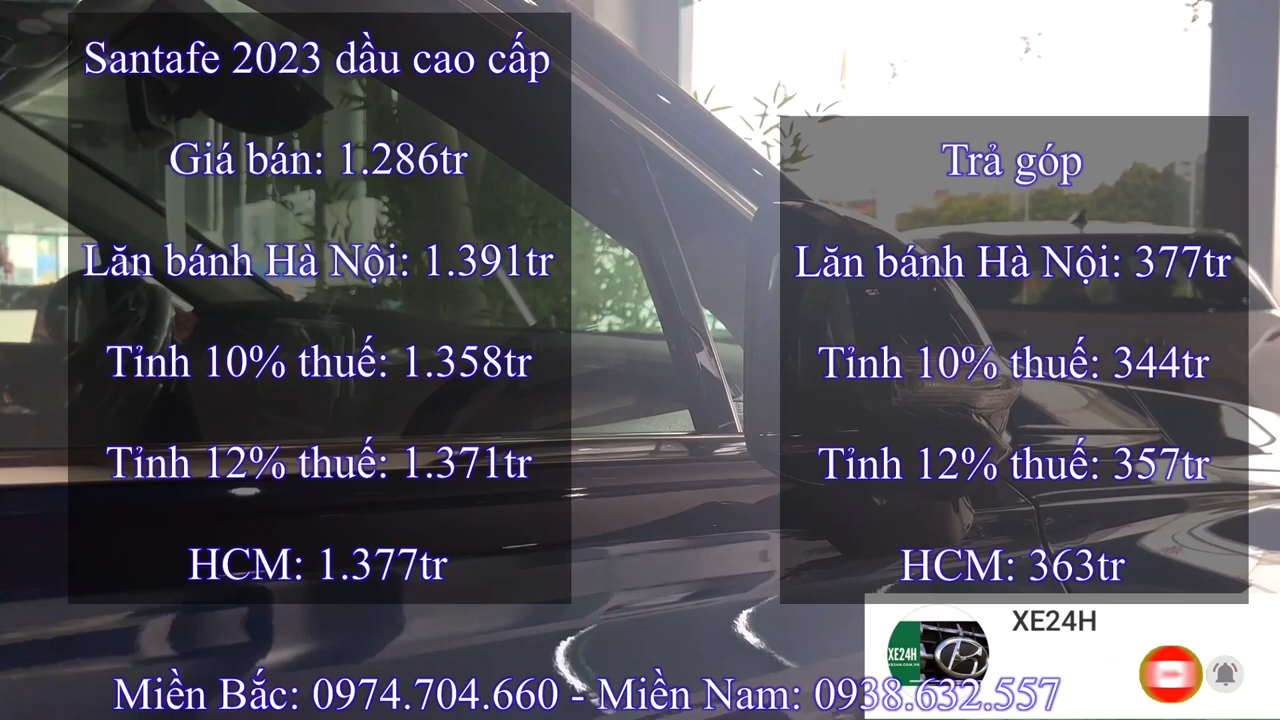 Santafe 2023 dầu cao cấp
Giá bán: 1.286tr
Lăn bánh Hà Nội: 1.391tr
Tỉnh 10% thuế: 1.358tr
Tỉnh 12% thuế: 1.371tr
HCM: 1.377tr
Trả góp
Lăn bánh Hà Nội: 377tr
Tỉnh 10% thuế: 344tr
Tỉnh 12% thuế: 357tr
HCM: 363tr
XE24H
XE24H
Miền Bắc: 0974.704.660 - Miền Nam: 0938.632.557